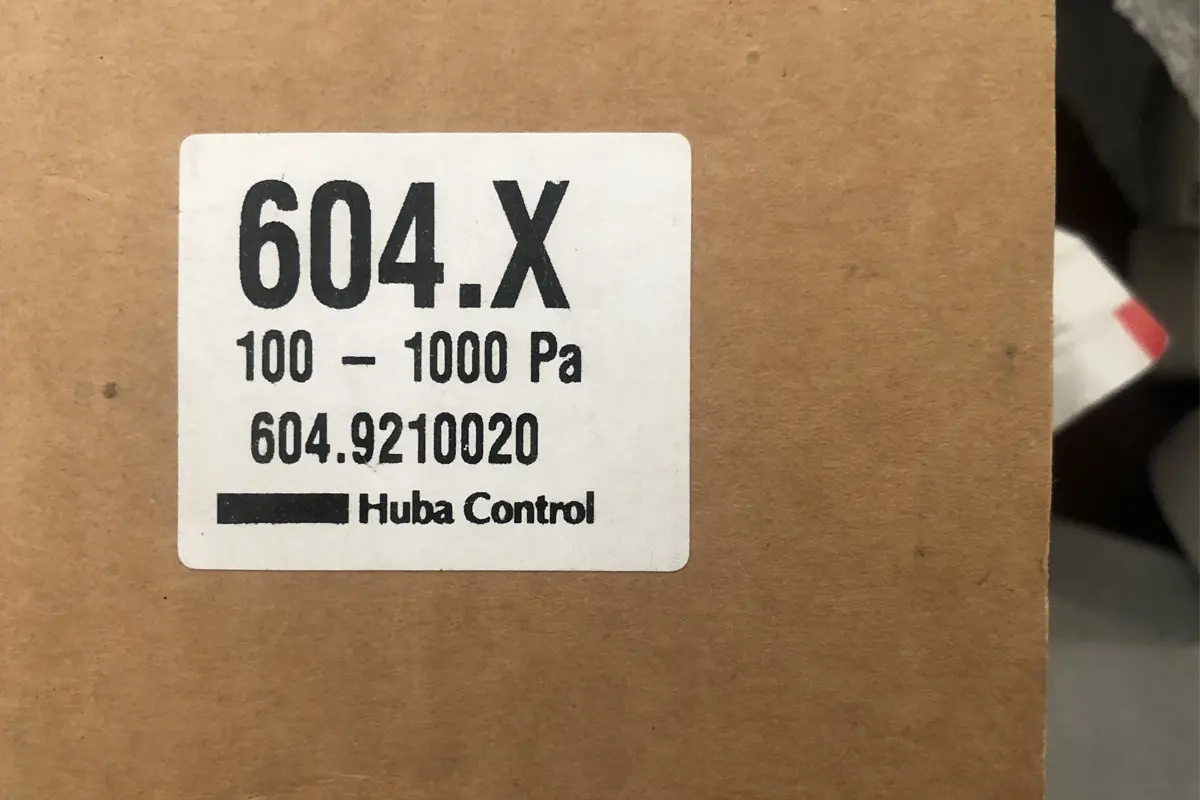 604.X
100 – 1000 Pa
604.9210020
Huba Control